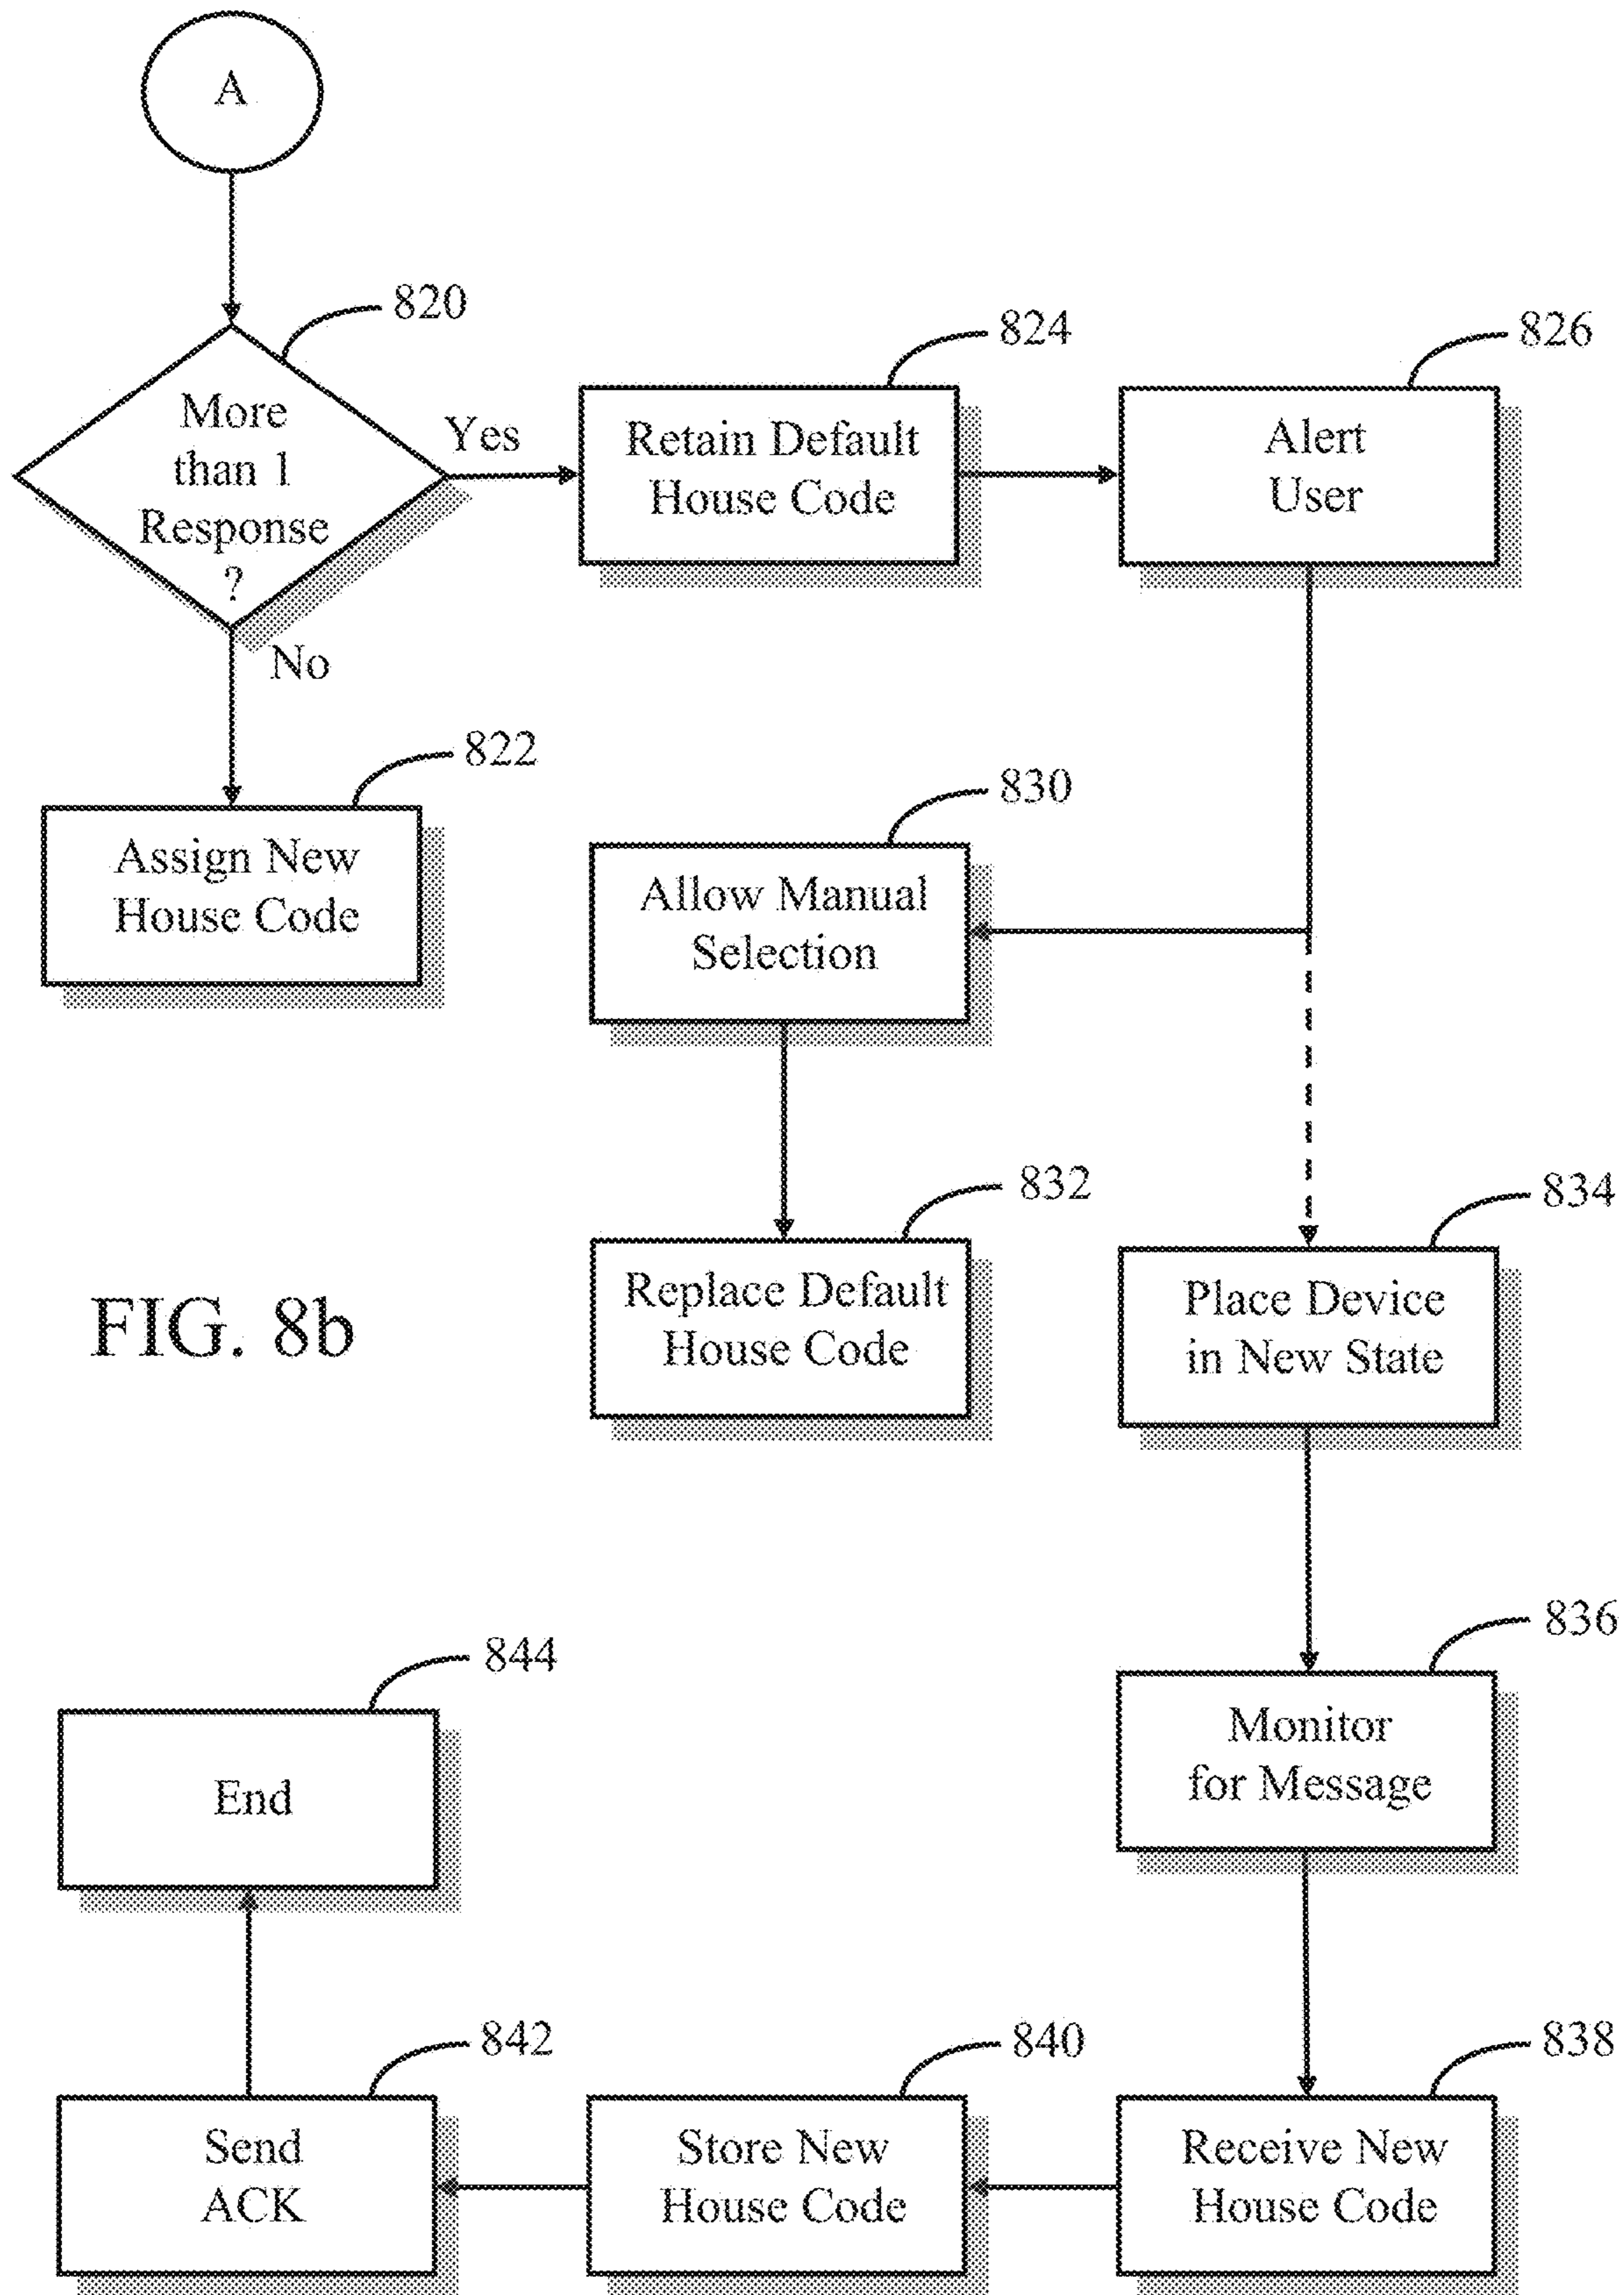 A
820
More
than 1
Response
?
Yes
No
824
Retain Default
House Code
826
Alert
User
822
Assign New
House Code
830
Allow Manual
Selection
832
Replace Default
House Code
834
Place Device
in New State
FIG. 8b
836
Monitor
for Message
844
End
842
Send
ACK
840
Store New
House Code
838
Receive New
House Code